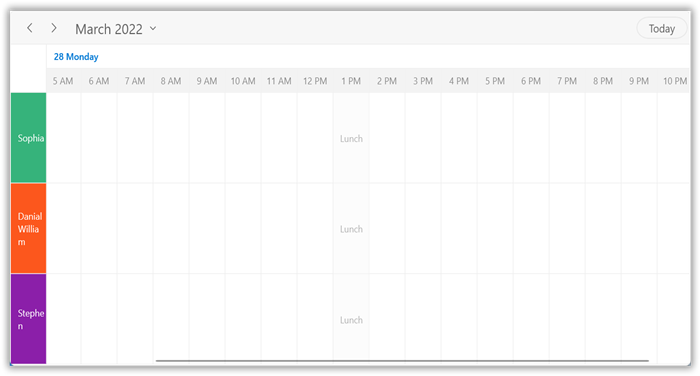 March 2022
Today
28 Monday
5 AM 6 AM 7 AM 8 AM 9 AM 10 AM 11 AM 12 PM 1 PM 2 PM 3 PM 4 PM 5 PM 6 PM 7 PM 8 PM 9 PM 10 PM
Sophia
Lunch
Danial
Willia
m
Lunch
Stephe
n
Lunch